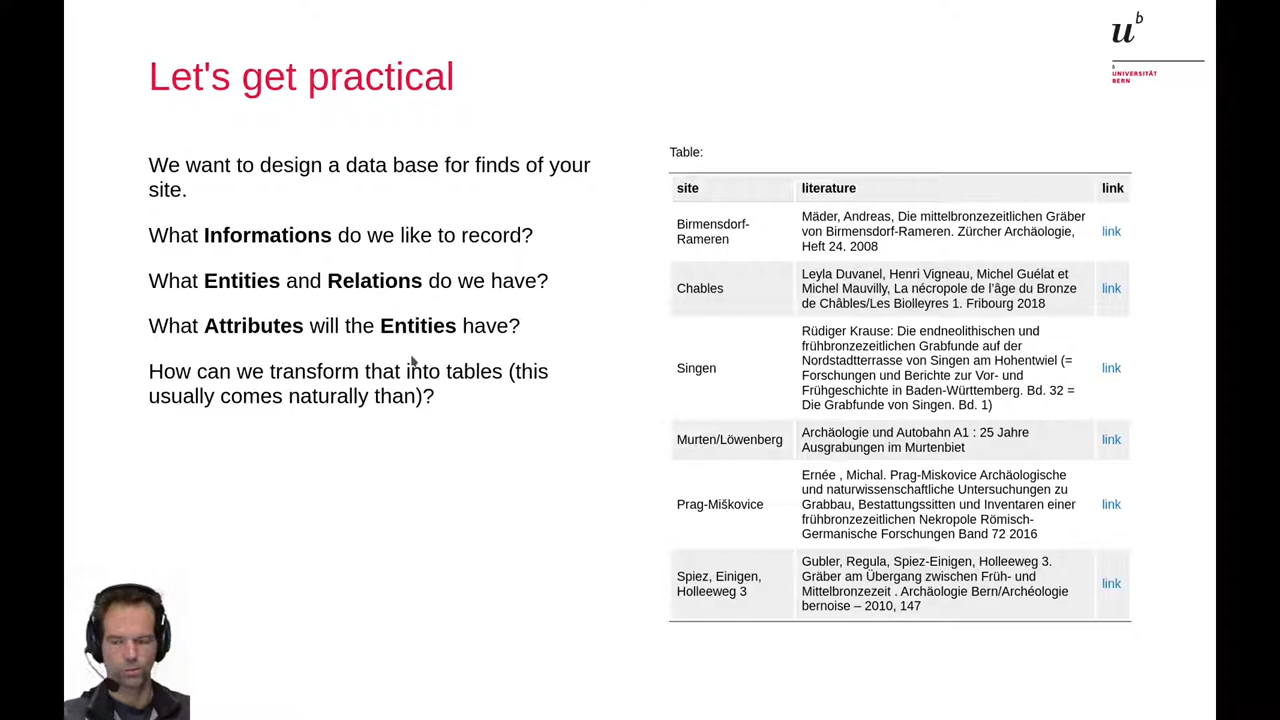 u
b
b
UNIVERSITÄT
BERN
Let's get practical
We want to design a data base for finds of your
site.
What Informations do we like to record?
What Entities and Relations do we have?
What Attributes will the Entities have?
How can we transform that into tables (this
usually comes naturally than)?
Table:
site literature link
Birmensdorf-
Rameren
Mäder, Andreas, Die mittelbronzezeitlichen Gräber
von Birmensdorf-Rameren. Zürcher Archäologie,
Heft 24. 2008
link
Chables
Leyla Duvanel, Henri Vigneau, Michel Guélat et
Michel Mauvilly, La nécropole de l'âge du Bronze
de Châbles/Les Biolleyres 1. Fribourg 2018
link
Singen
Rüdiger Krause: Die endneolithischen und
frühbronzezeitlichen Grabfunde auf der
Nordstadtterrasse von Singen am Hohentwiel (=
Forschungen und Berichte zur Vor- und
Frühgeschichte in Baden-Württemberg. Bd. 32 =
Die Grabfunde von Singen. Bd. 1)
link
Murten/Löwenberg
Archäologie und Autobahn A1 : 25 Jahre
Ausgrabungen im Murtenbiet
link
Prag-Miškovice
Ernée , Michal. Prag-Miskovice Archäologische
und naturwissenschaftliche Untersuchungen zu
Grabbau, Bestattungssitten und Inventaren einer
frühbronzezeitlichen Nekropole Römisch-
Germanische Forschungen Band 72 2016
link
Spiez, Einigen,
Holleeweg 3
Gubler, Regula, Spiez-Einigen, Holleeweg 3.
Gräber am Übergang zwischen Früh- und
Mittelbronzezeit . Archäologie Bern/Archéologie
bernoise – 2010, 147
link